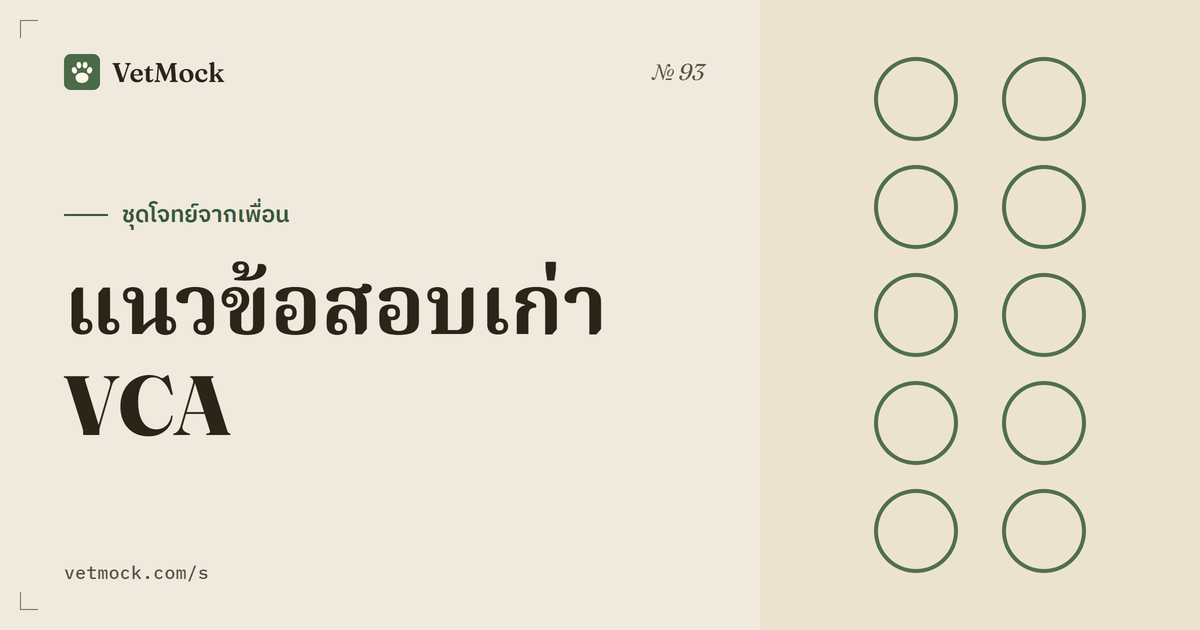 VetMock
№ 93
ชุดโจทย์จากเพื่อน
แนวข้อสอบเก่า
VCA
vetmock.com/s